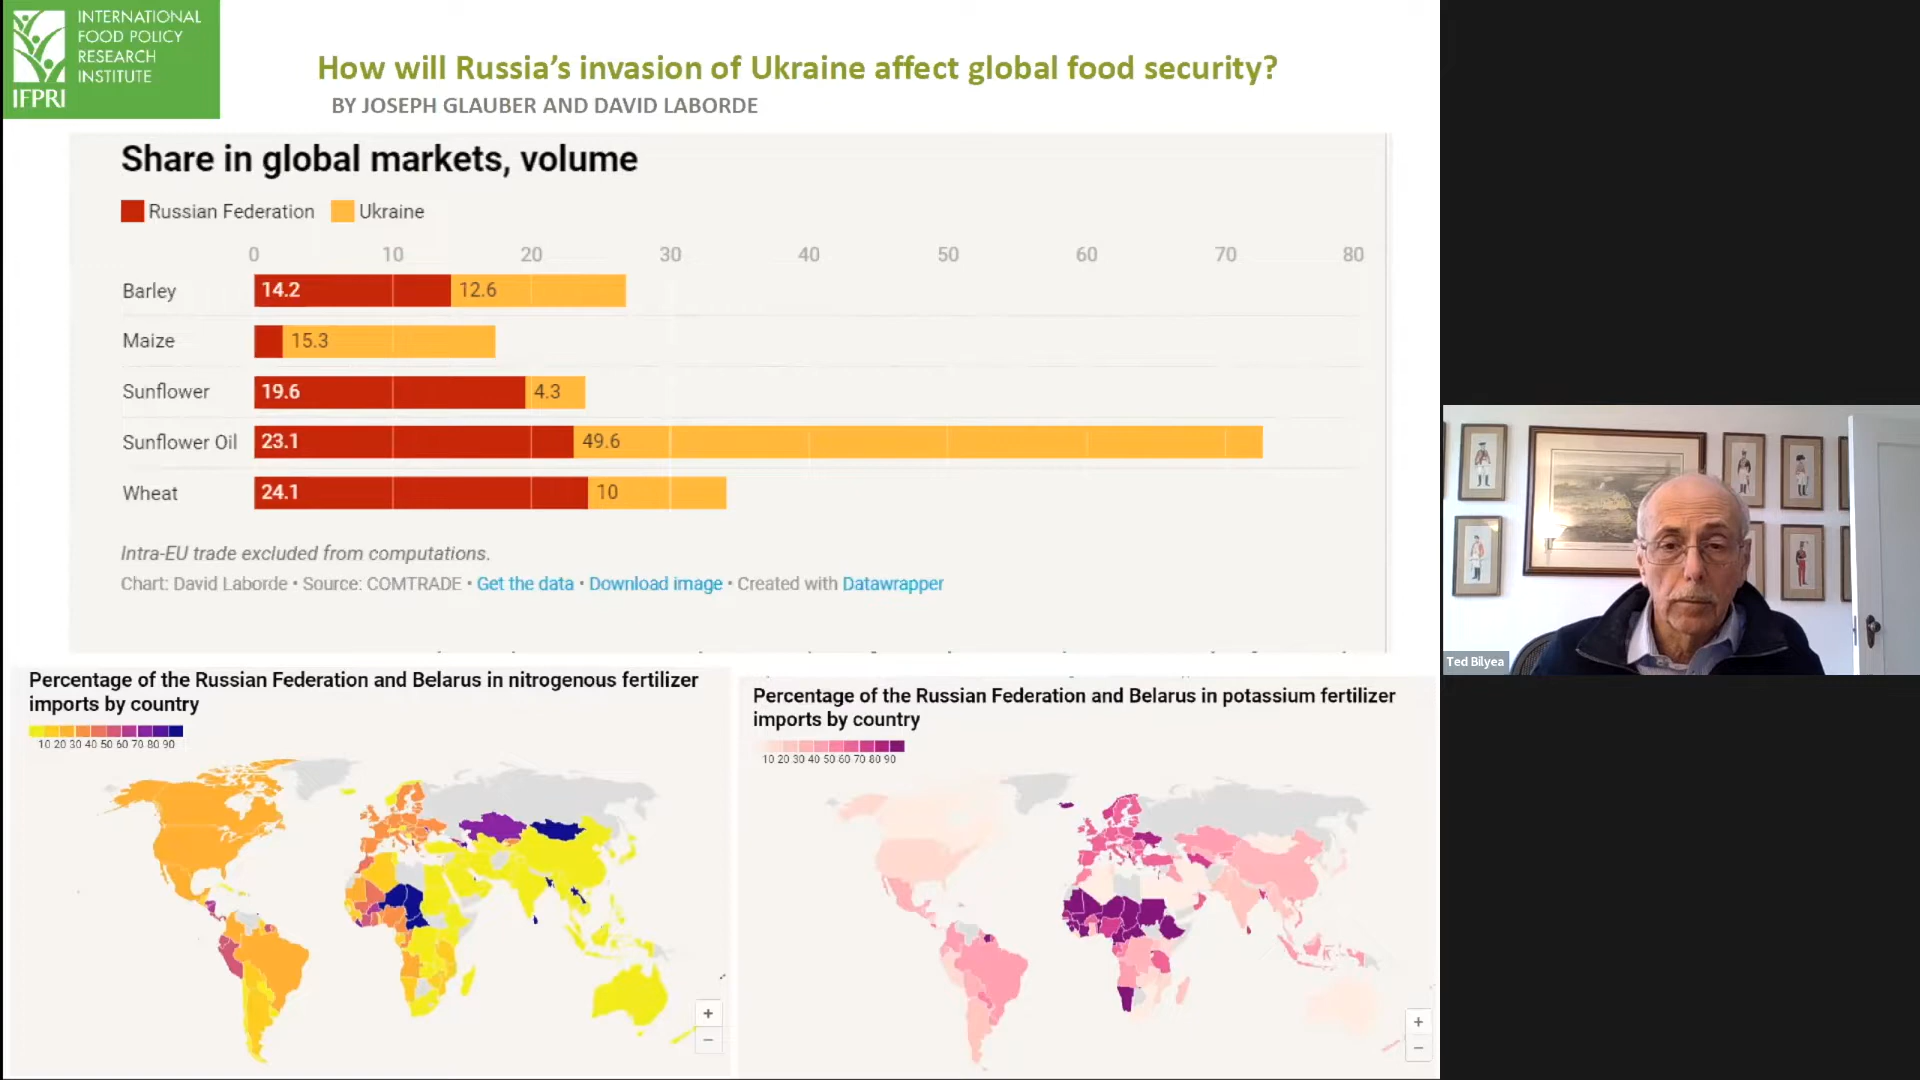 INTERNATIONAL
FOOD POLICY
RESEARCH
INSTITUTE
IFPRI
How will Russia's invasion of Ukraine affect global food security?
BY JOSEPH GLAUBER AND DAVID LABORDE
Share in global markets, volume
Russian Federation Ukraine
0 10 20 30 40 50 60 70 80
Barley 14.2 12.6
Maize 15.3
Sunflower 19.6 4.3
Sunflower Oil 23.1 49.6
Wheat 24.1 10
Intra-EU trade excluded from computations.
Chart: David Laborde • Source: COMTRADE • Get the data • Download image • Created with Datawrapper
Percentage of the Russian Federation and Belarus in nitrogenous fertilizer
imports by country
10 20 30 40 50 60 70 80 90
+
−
Percentage of the Russian Federation and Belarus in potassium fertilizer
imports by country
10 20 30 40 50 60 70 80 90
+
−
Ted Bilyea